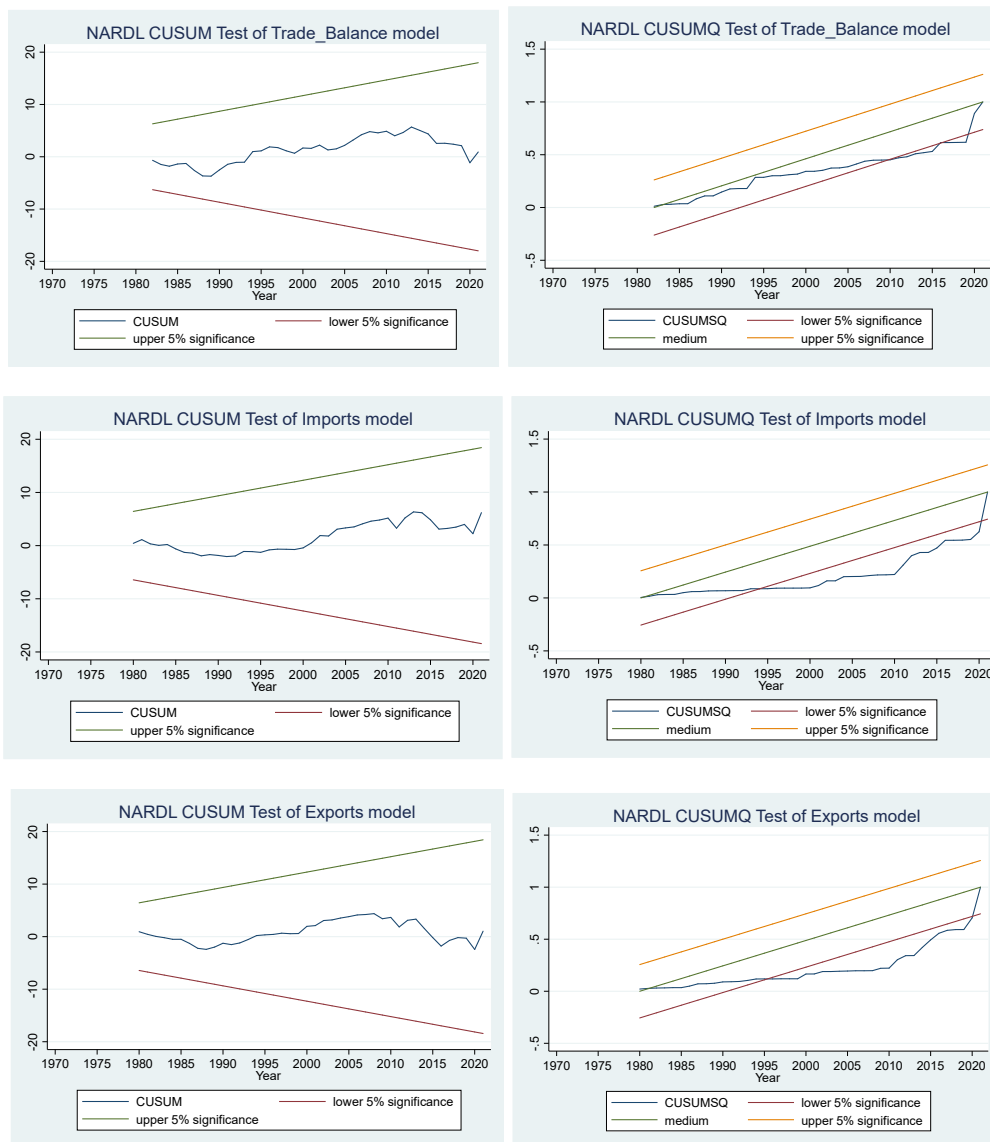 NARDL CUSUM Test of Trade_Balance model
20
10
0
-10
-20
1970 1975 1980 1985 1990 1995 2000 2005 2010 2015 2020
Year
CUSUM lower 5% significance
upper 5% significance
NARDL CUSUMQ Test of Trade_Balance model
1.5
1
.5
0
-.5
1970 1975 1980 1985 1990 1995 2000 2005 2010 2015 2020
Year
CUSUMSQ lower 5% significance
medium upper 5% significance
NARDL CUSUM Test of Imports model
20
10
0
-10
-20
1970 1975 1980 1985 1990 1995 2000 2005 2010 2015 2020
Year
CUSUM lower 5% significance
upper 5% significance
NARDL CUSUMQ Test of Imports model
1.5
1
.5
0
-.5
1970 1975 1980 1985 1990 1995 2000 2005 2010 2015 2020
Year
CUSUMSQ lower 5% significance
medium upper 5% significance
NARDL CUSUM Test of Exports model
20
10
0
-10
-20
1970 1975 1980 1985 1990 1995 2000 2005 2010 2015 2020
Year
CUSUM lower 5% significance
upper 5% significance
NARDL CUSUMQ Test of Exports model
1.5
1
.5
0
-.5
1970 1975 1980 1985 1990 1995 2000 2005 2010 2015 2020
Year
CUSUMSQ lower 5% significance
medium upper 5% significance